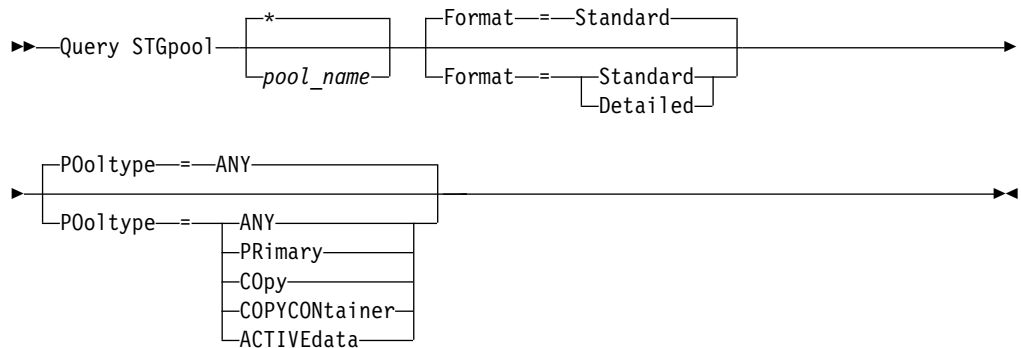 *
Format = Standard
Query STGpool
pool_name
Format = Standard
Detailed
POoltype = ANY
POoltype = ANY
PRimary
COpy
COPYCONtainer
ACTIVEdata